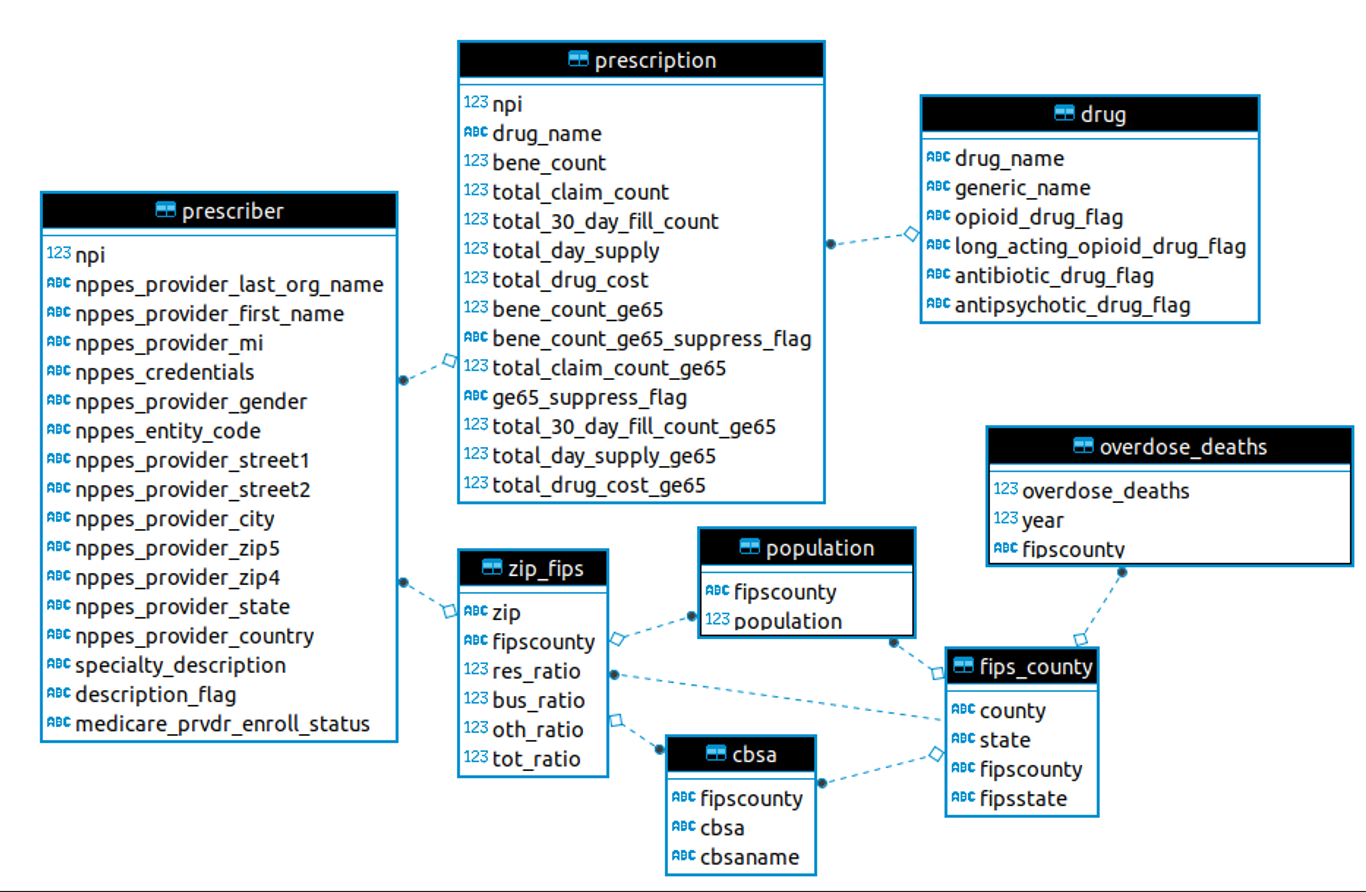 prescriber
123 npi
ABC nppes_provider_last_org_name
ABC nppes_provider_first_name
ABC nppes_provider_mi
ABC nppes_credentials
ABC nppes_provider_gender
ABC nppes_entity_code
ABC nppes_provider_street1
ABC nppes_provider_street2
ABC nppes_provider_city
ABC nppes_provider_zip5
ABC nppes_provider_zip4
ABC nppes_provider_state
ABC nppes_provider_country
ABC specialty_description
ABC description_flag
ABC medicare_prvdr_enroll_status
prescription
123 npi
ABC drug_name
123 bene_count
123 total_claim_count
123 total_30_day_fill_count
123 total_day_supply
123 total_drug_cost
123 bene_count_ge65
ABC bene_count_ge65_suppress_flag
123 total_claim_count_ge65
ABC ge65_suppress_flag
123 total_30_day_fill_count_ge65
123 total_day_supply_ge65
123 total_drug_cost_ge65
drug
ABC drug_name
ABC generic_name
ABC opioid_drug_flag
ABC long_acting_opioid_drug_flag
ABC antibiotic_drug_flag
ABC antipsychotic_drug_flag
overdose_deaths
123 overdose_deaths
123 year
ABC fipscounty
zip_fips
ABC zip
ABC fipscounty
123 res_ratio
123 bus_ratio
123 oth_ratio
123 tot_ratio
population
ABC fipscounty
123 population
cbsa
ABC fipscounty
ABC cbsa
ABC cbsaname
fips_county
ABC county
ABC state
ABC fipscounty
ABC fipsstate